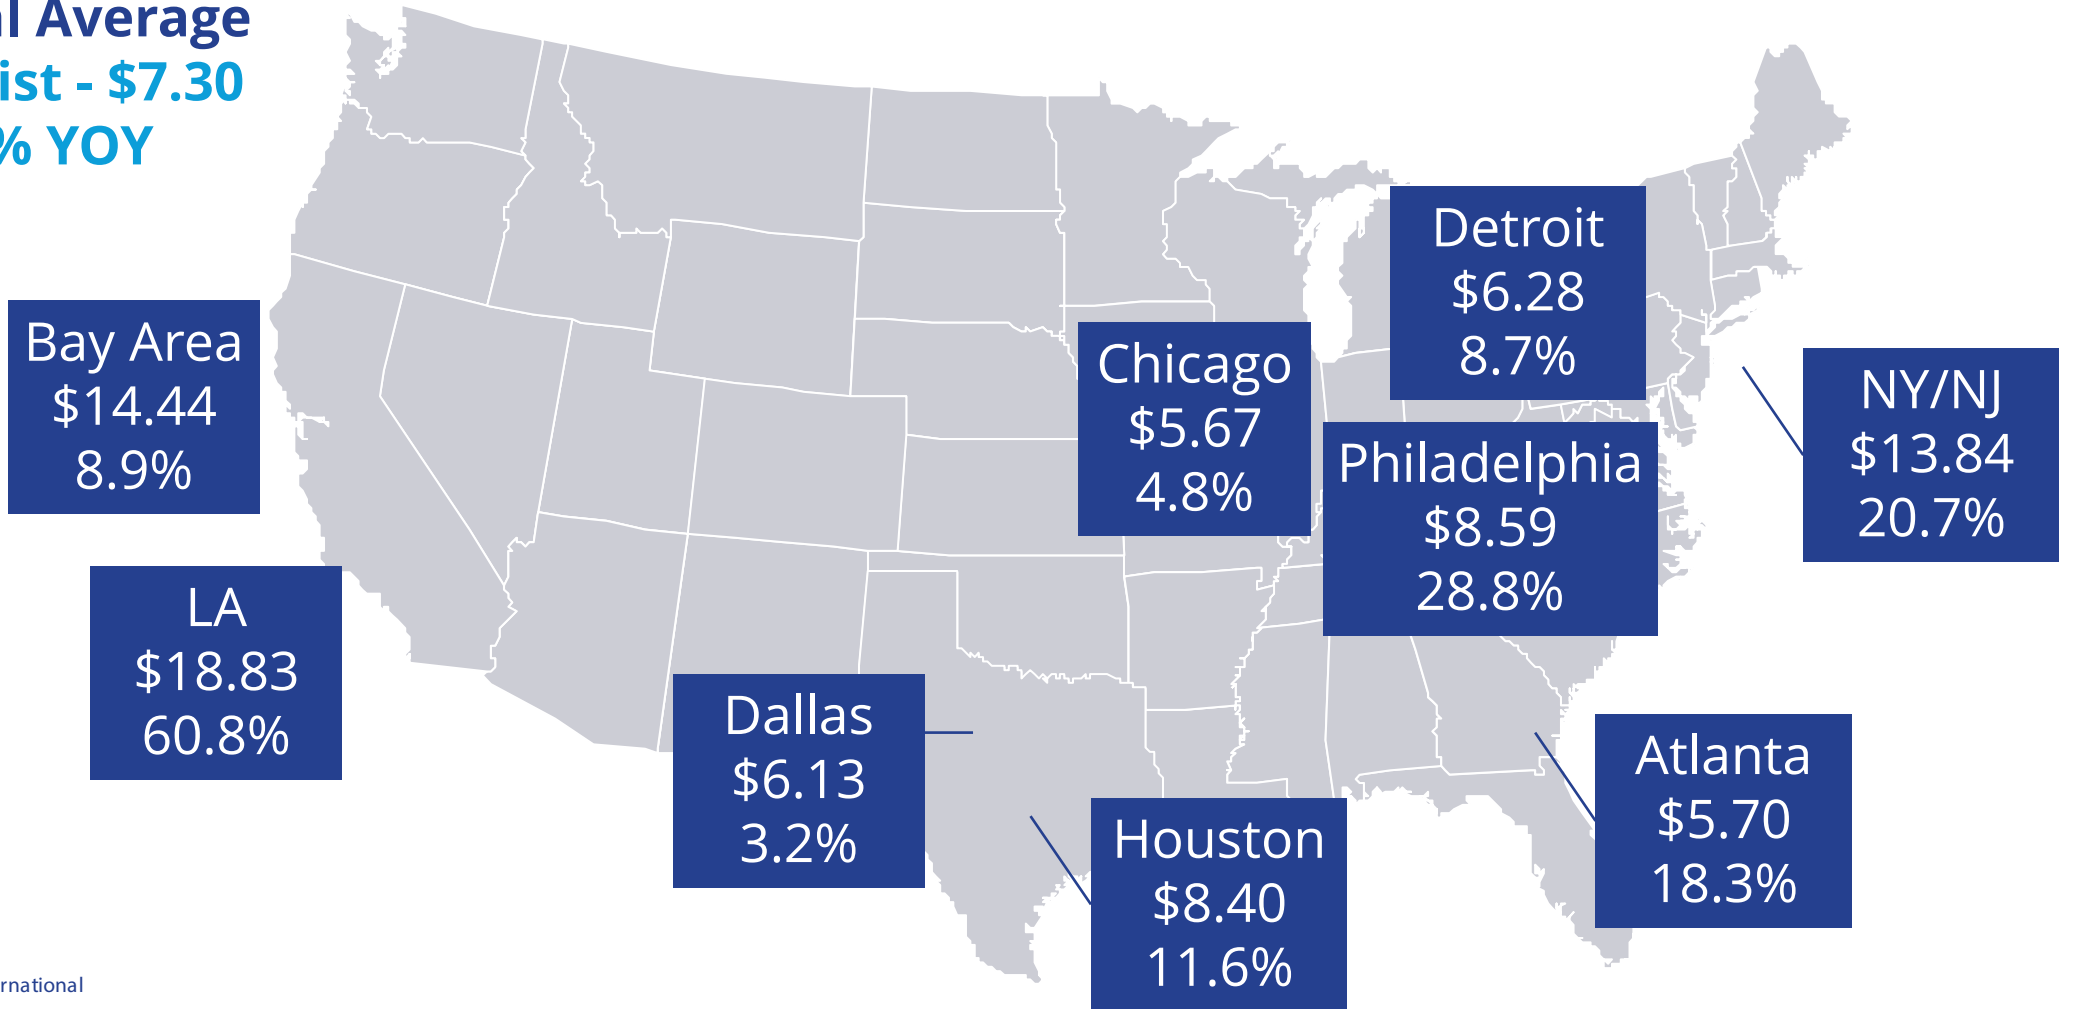 Average
- $7.30
% YOY
Detroit
$6.28
8.7%
Bay Area
$14.44
8.9%
Chicago
$5.67
4.8%
NY/NJ
$13.84
20.7%
Philadelphia
$8.59
28.8%
LA
$18.83
60.8%
Dallas
$6.13
3.2%
Atlanta
$5.70
18.3%
Houston
$8.40
11.6%